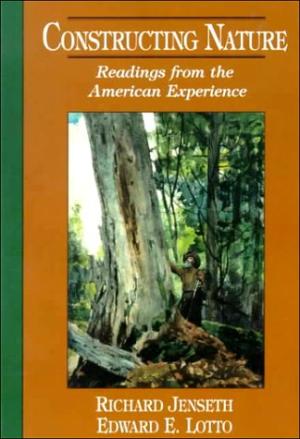 CONSTRUCTING NATURE
Readings from the
American Experience
RICHARD JENSETH
EDWARD E. LOTTO